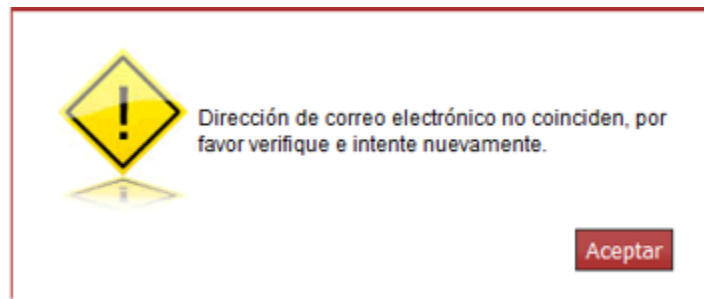 Dirección de correo electrónico no coinciden, por
favor verifique e intente nuevamente.
Aceptar